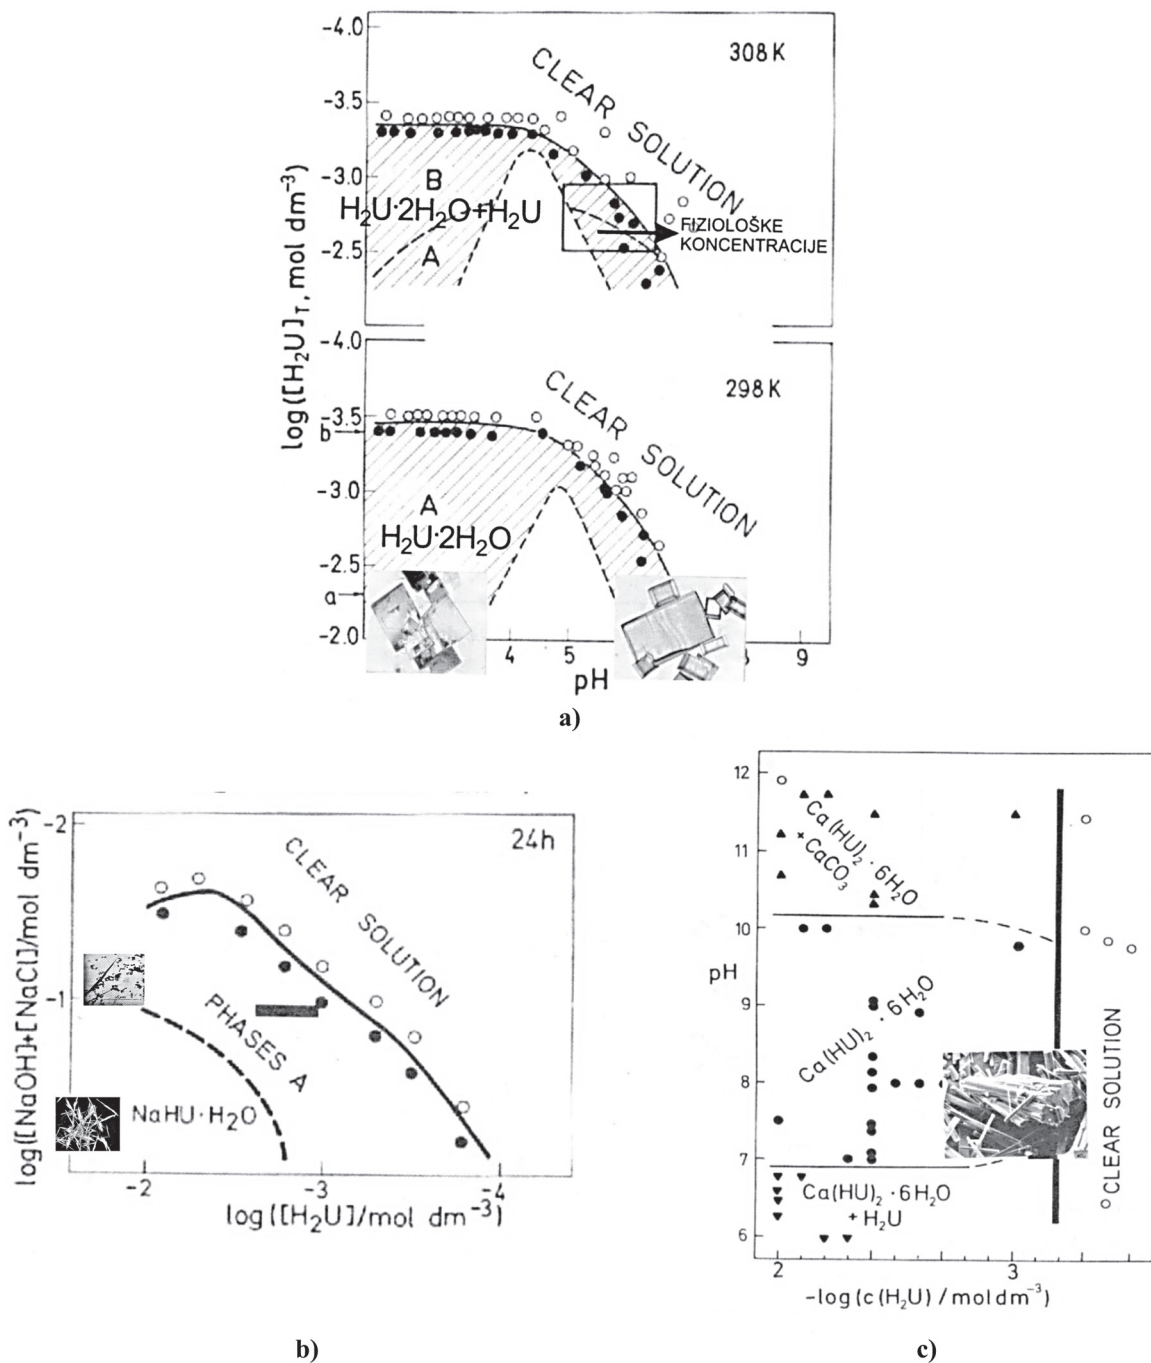 -4.0
308K
CLEAR SOLUTION
-3.5
-3.0
B
H₂U·2H₂O+H₂U
FIZIOLOŠKE
KONCENTRACIJE
-2.5
A
log([H₂U]T, mol dm⁻³)
-4.0
298K
CLEAR SOLUTION
-3.5
b
-3.0
A
H₂U·2H₂O
-2.5
a
-2.0
4 5 9
pH
a)
-2
24h
CLEAR SOLUTION
-1
PHASES A
NaHU·H₂O
log([NaOH]+[NaCl]/mol dm⁻³)
-2 -3 -4
log([H₂U]/mol dm⁻³)
b)
12
Ca(HU)₂·6H₂O
× CaCO₃
11
10
pH
9
Ca(HU)₂·6H₂O
8
CLEAR SOLUTION
7
Ca(HU)₂·6H₂O
+H₂U
6
2 3
-log(c(H₂U)/moldm⁻³)
c)